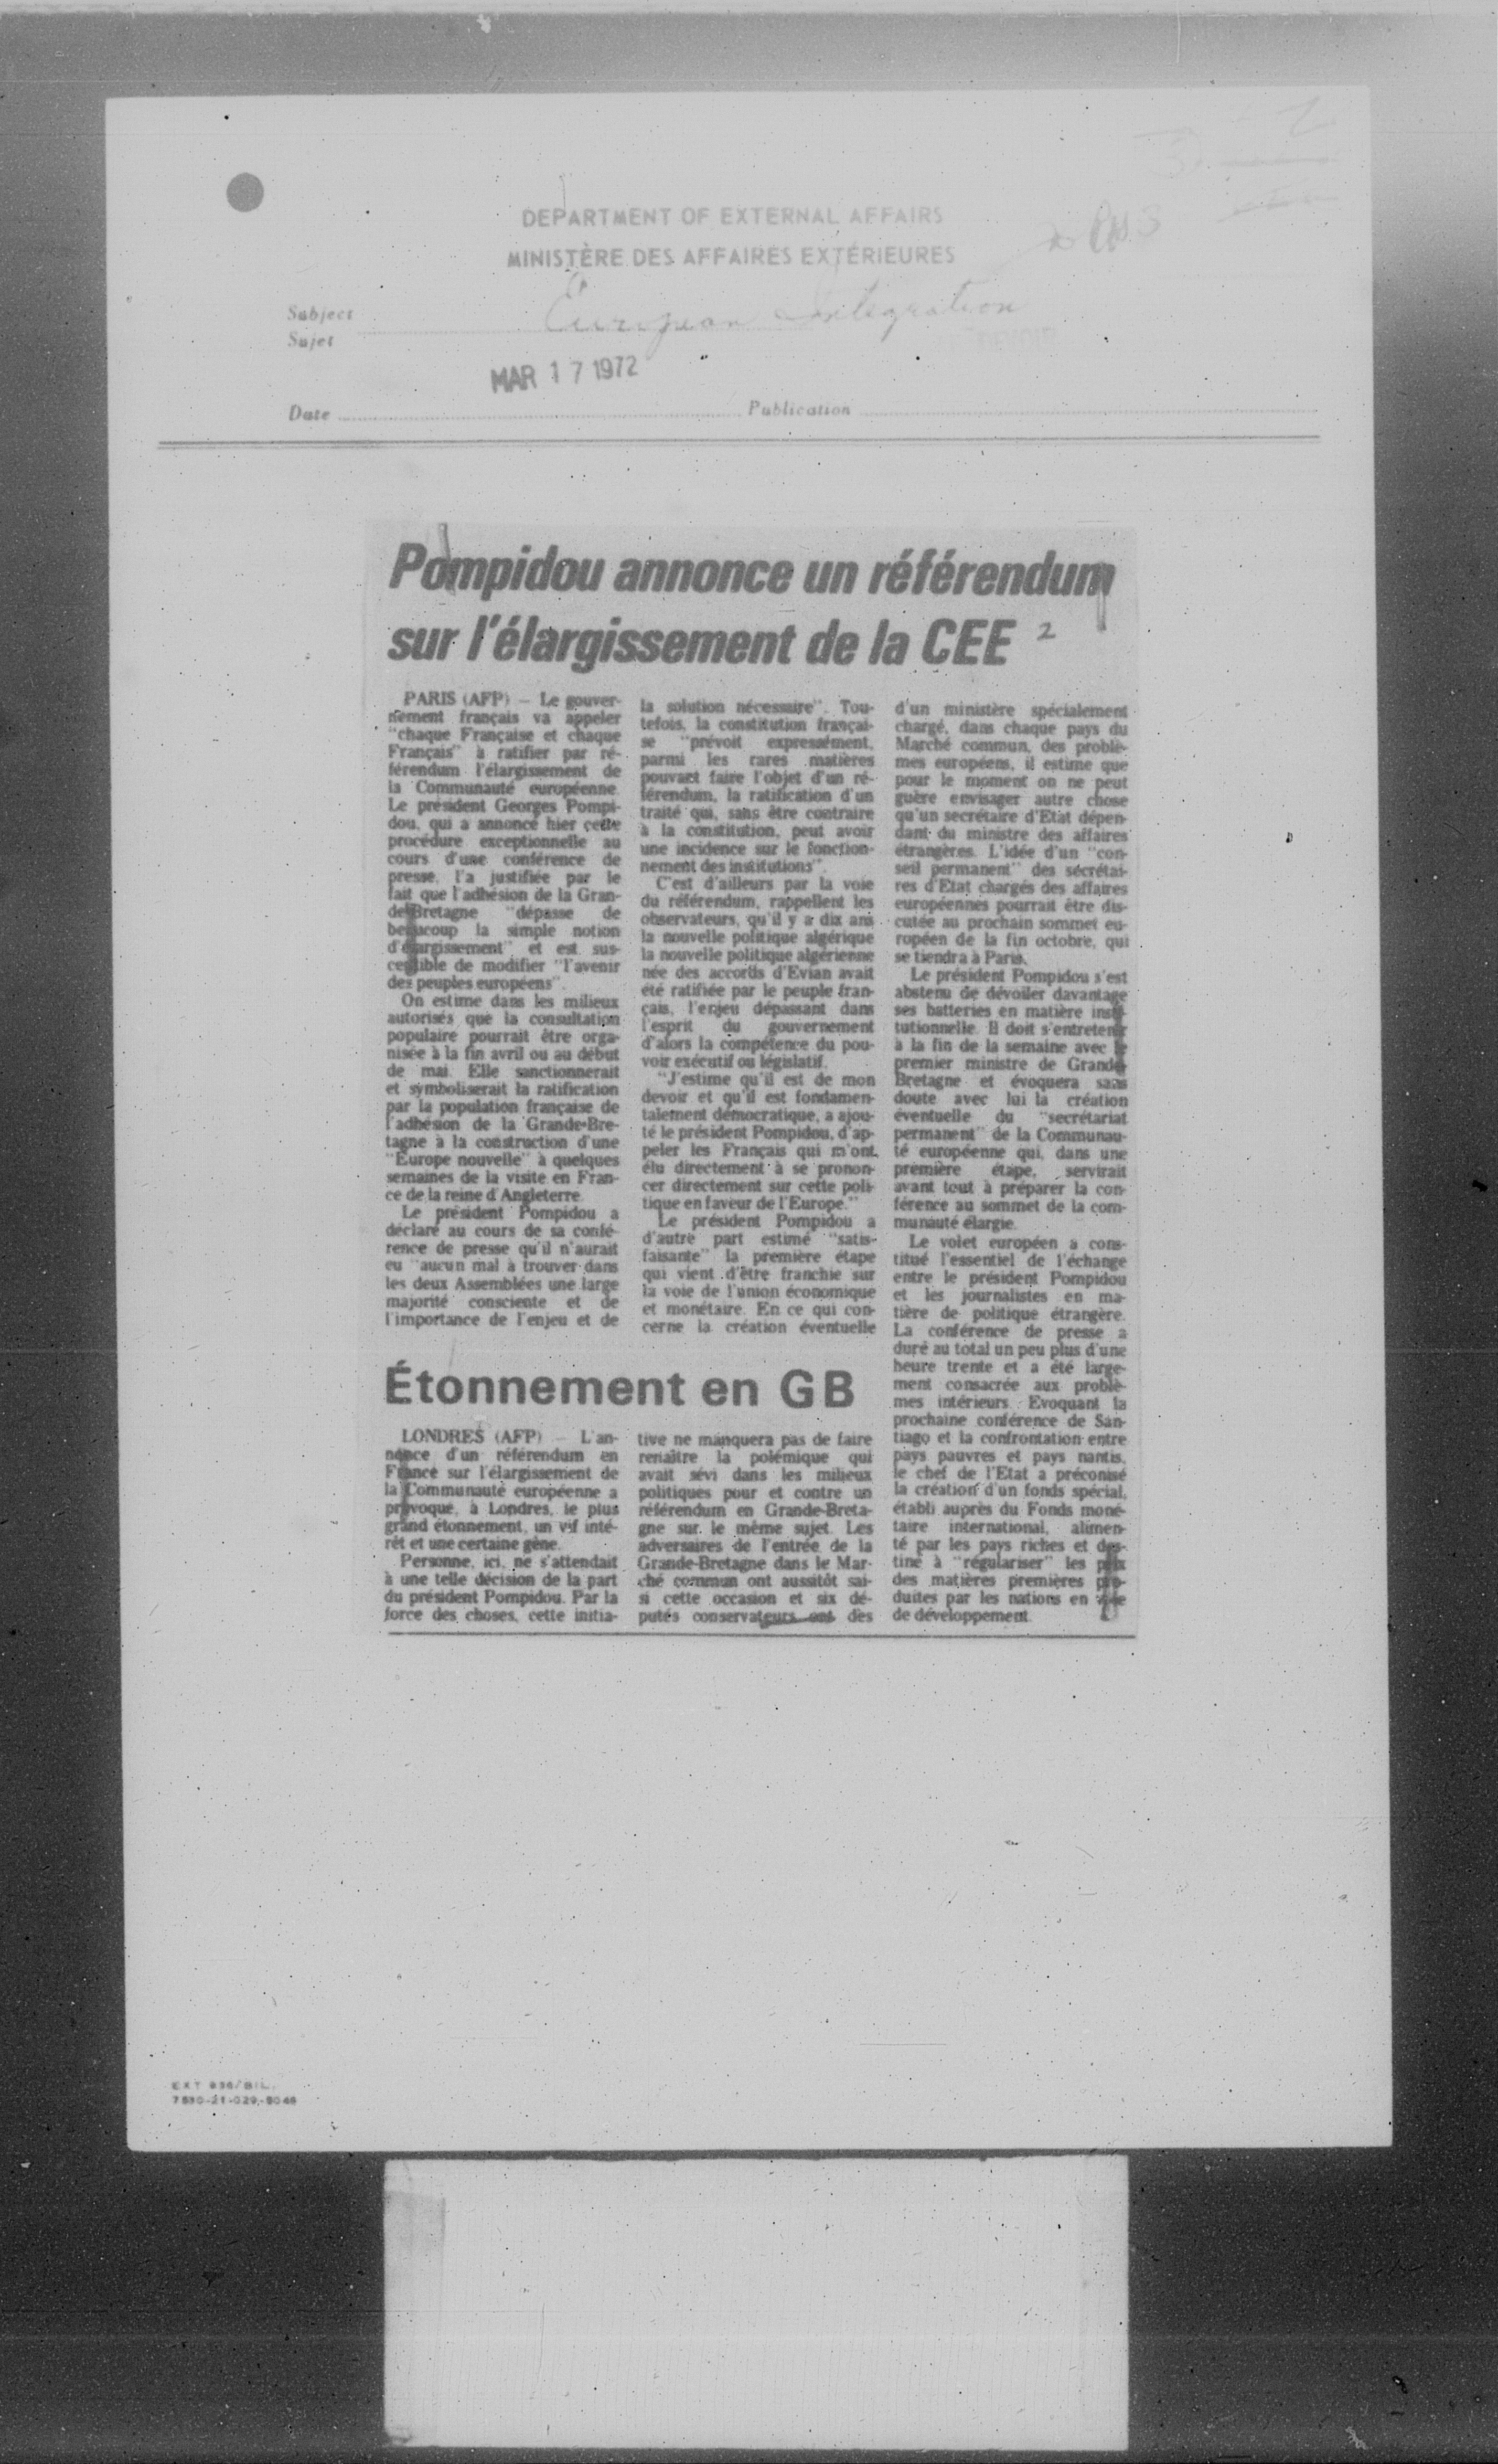 DEPARTMENT OF EXTERNAL AFFAIRS
MINISTÈRE DES AFFAIRES EXTÉRIEURES
Subject
Sujet
European Integration
MAR 17 1972
Date
Publication
Pompidou annonce un référendum
sur l'élargissement de la CEE
2
PARIS (AFP) — Le gouver-
nement français va appeler
"chaque Française et chaque
Français" à ratifier par ré-
férendum l'élargissement de
la Communauté européenne.
Le président Georges Pompi-
dou, qui a annoncé hier cette
procédure exceptionnelle au
cours d'une conférence de
presse, l'a justifiée par le
fait que l'adhésion de la Gran-
de-Bretagne "dépasse de
beaucoup la simple notion
d'élargissement" et est sus-
ceptible de modifier "l'avenir
des peuples européens".
On estime dans les milieux
autorisés que la consultation
populaire pourrait être orga-
nisée à la fin avril ou au début
de mai. Elle sanctionnerait
et symboliserait la ratification
par la population française de
l'adhésion de la Grande-Bre-
tagne à la construction d'une
"Europe nouvelle" à quelques
semaines de la visite en Fran-
ce de la reine d'Angleterre.
Le président Pompidou a
déclaré au cours de sa confé-
rence de presse qu'il n'aurait
eu "aucun mal à trouver dans
les deux Assemblées une large
majorité consciente et de
l'importance de l'enjeu et de
la solution nécessaire". Tou-
tefois, la constitution françai-
se "prévoit expressément,
parmi les rares matières
pouvant faire l'objet d'un ré-
férendum, la ratification d'un
traité qui, sans être contraire
à la constitution, peut avoir
une incidence sur le fonction-
nement des institutions".
C'est d'ailleurs par la voie
du référendum, rappellent les
observateurs, qu'il y a dix ans
la nouvelle politique algérique
la nouvelle politique algérienne
née des accords d'Evian avait
été ratifiée par le peuple fran-
çais, l'enjeu dépassant dans
l'esprit du gouvernement
d'alors la compétence du pou-
voir exécutif ou législatif.
"J'estime qu'il est de mon
devoir et qu'il est fondamen-
talement démocratique, a ajou-
té le président Pompidou, d'ap-
peler les Français qui m'ont
élu directement à se pronon-
cer directement sur cette poli-
tique en faveur de l'Europe."
Le président Pompidou a
d'autre part estimé "satis-
faisante" la première étape
qui vient d'être franchie sur
la voie de l'union économique
et monétaire. En ce qui con-
cerne la création éventuelle
d'un ministère spécialement
chargé, dans chaque pays du
Marché commun, des problè-
mes européens, il estime que
pour le moment on ne peut
guère envisager autre chose
qu'un secrétaire d'Etat dépen-
dant du ministre des affaires
étrangères. L'idée d'un "con-
seil permanent" des secrétai-
res d'Etat chargés des affaires
européennes pourrait être dis-
cutée au prochain sommet eu-
ropéen de la fin octobre, qui
se tiendra à Paris.
Le président Pompidou s'est
abstenu de dévoiler davantage
ses batteries en matière insti-
tutionnelle. Il doit s'entretenir
à la fin de la semaine avec le
premier ministre de Grande-
Bretagne et évoquera sans
doute avec lui la création
éventuelle du "secrétariat
permanent" de la Communau-
té européenne qui, dans une
première étape, servirait
avant tout à préparer la con-
férence au sommet de la com-
munauté élargie.
Le volet européen a cons-
titué l'essentiel de l'échange
entre le président Pompidou
et les journalistes en ma-
tière de politique étrangère.
La conférence de presse a
duré au total un peu plus d'une
heure trente et a été large-
ment consacrée aux problè-
mes intérieurs. Evoquant la
prochaine conférence de San-
tiago et la confrontation entre
pays pauvres et pays nantis,
le chef de l'Etat a préconisé
la création d'un fonds spécial,
établi auprès du Fonds moné-
taire international, alimen-
té par les pays riches et des-
tiné à "régulariser" les prix
des matières premières pro-
duites par les nations en voie
de développement.
Étonnement en GB
LONDRES (AFP) — L'an-
nonce d'un référendum en
France sur l'élargissement de
la Communauté européenne a
provoqué, à Londres, le plus
grand étonnement, un vif inté-
rêt et une certaine gêne.
Personne, ici, ne s'attendait
à une telle décision de la part
du président Pompidou. Par la
force des choses, cette initia-
tive ne manquera pas de faire
renaître la polémique qui
avait sévi dans les milieux
politiques pour et contre un
référendum en Grande-Breta-
gne sur le même sujet. Les
adversaires de l'entrée de la
Grande-Bretagne dans le Mar-
ché commun ont aussitôt sai-
si cette occasion et six dé-
putés conservateurs ont dès
EXT 936/BIL.
7530-21-029-5046